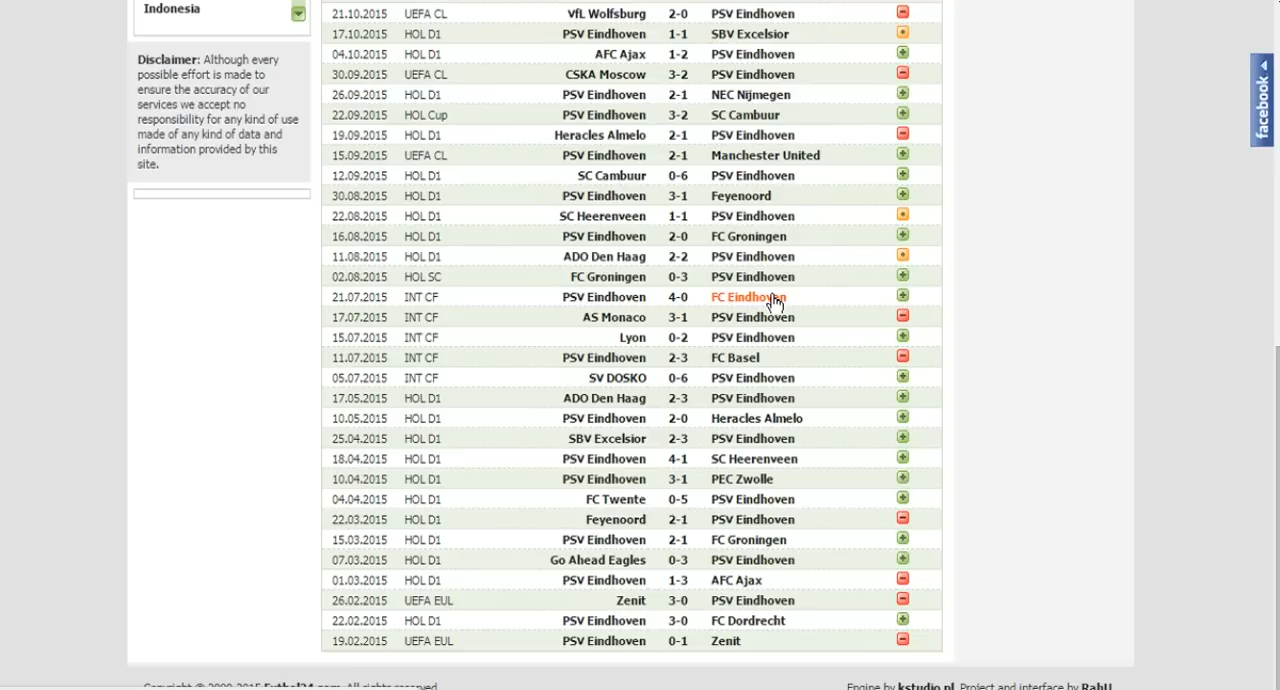 Indonesia
Disclaimer: Although every
possible effort is made to
ensure the accuracy of our
services we accept no
responsibility for any kind of use
made of any kind of data and
information provided by this
site.
21.10.2015 UEFA CL VfL Wolfsburg 2-0 PSV Eindhoven
17.10.2015 HOL D1 PSV Eindhoven 1-1 SBV Excelsior
04.10.2015 HOL D1 AFC Ajax 1-2 PSV Eindhoven
30.09.2015 UEFA CL CSKA Moscow 3-2 PSV Eindhoven
26.09.2015 HOL D1 PSV Eindhoven 2-1 NEC Nijmegen
22.09.2015 HOL Cup PSV Eindhoven 3-2 SC Cambuur
19.09.2015 HOL D1 Heracles Almelo 2-1 PSV Eindhoven
15.09.2015 UEFA CL PSV Eindhoven 2-1 Manchester United
12.09.2015 HOL D1 SC Cambuur 0-6 PSV Eindhoven
30.08.2015 HOL D1 PSV Eindhoven 3-1 Feyenoord
22.08.2015 HOL D1 SC Heerenveen 1-1 PSV Eindhoven
16.08.2015 HOL D1 PSV Eindhoven 2-0 FC Groningen
11.08.2015 HOL D1 ADO Den Haag 2-2 PSV Eindhoven
02.08.2015 HOL SC FC Groningen 0-3 PSV Eindhoven
21.07.2015 INT CF PSV Eindhoven 4-0 FC Eindhoven
17.07.2015 INT CF AS Monaco 3-1 PSV Eindhoven
15.07.2015 INT CF Lyon 0-2 PSV Eindhoven
11.07.2015 INT CF PSV Eindhoven 2-3 FC Basel
05.07.2015 INT CF SV DOSKO 0-6 PSV Eindhoven
17.05.2015 HOL D1 ADO Den Haag 2-3 PSV Eindhoven
10.05.2015 HOL D1 PSV Eindhoven 2-0 Heracles Almelo
25.04.2015 HOL D1 SBV Excelsior 2-3 PSV Eindhoven
18.04.2015 HOL D1 PSV Eindhoven 4-1 SC Heerenveen
10.04.2015 HOL D1 PSV Eindhoven 3-1 PEC Zwolle
04.04.2015 HOL D1 FC Twente 0-5 PSV Eindhoven
22.03.2015 HOL D1 Feyenoord 2-1 PSV Eindhoven
15.03.2015 HOL D1 PSV Eindhoven 2-1 FC Groningen
07.03.2015 HOL D1 Go Ahead Eagles 0-3 PSV Eindhoven
01.03.2015 HOL D1 PSV Eindhoven 1-3 AFC Ajax
26.02.2015 UEFA EUL Zenit 3-0 PSV Eindhoven
22.02.2015 HOL D1 PSV Eindhoven 3-0 FC Dordrecht
19.02.2015 UEFA EUL PSV Eindhoven 0-1 Zenit
facebook
Copyright © 2000-2015 Futbol24.com. All rights reserved.
Engine by kstudio.pl. Project and interface by RahU